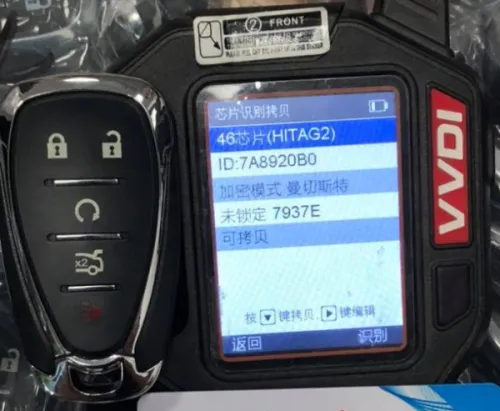 2 FRONT
芯片识别拷贝
46芯片(HITAG2)
ID:7A8920B0
加密模式 曼切斯特
未锁定 7937E
可拷贝
按▼键拷贝,▶键编辑
返回 识别
VVDI
x2